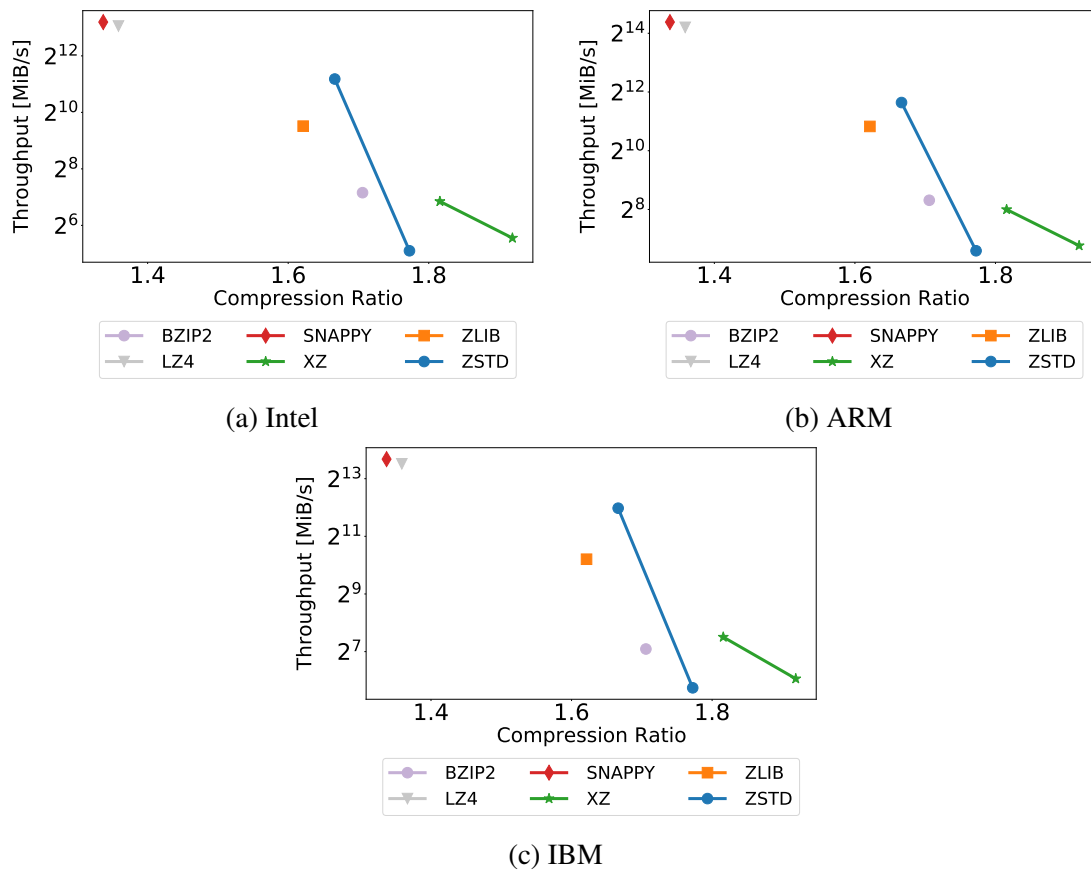 Throughput [MiB/s]
2^12
2^10
2^8
2^6
1.4 1.6 1.8
Compression Ratio
BZIP2 SNAPPY ZLIB
LZ4 XZ ZSTD
(a) Intel
Throughput [MiB/s]
2^14
2^12
2^10
2^8
1.4 1.6 1.8
Compression Ratio
BZIP2 SNAPPY ZLIB
LZ4 XZ ZSTD
(b) ARM
Throughput [MiB/s]
2^13
2^11
2^9
2^7
1.4 1.6 1.8
Compression Ratio
BZIP2 SNAPPY ZLIB
LZ4 XZ ZSTD
(c) IBM